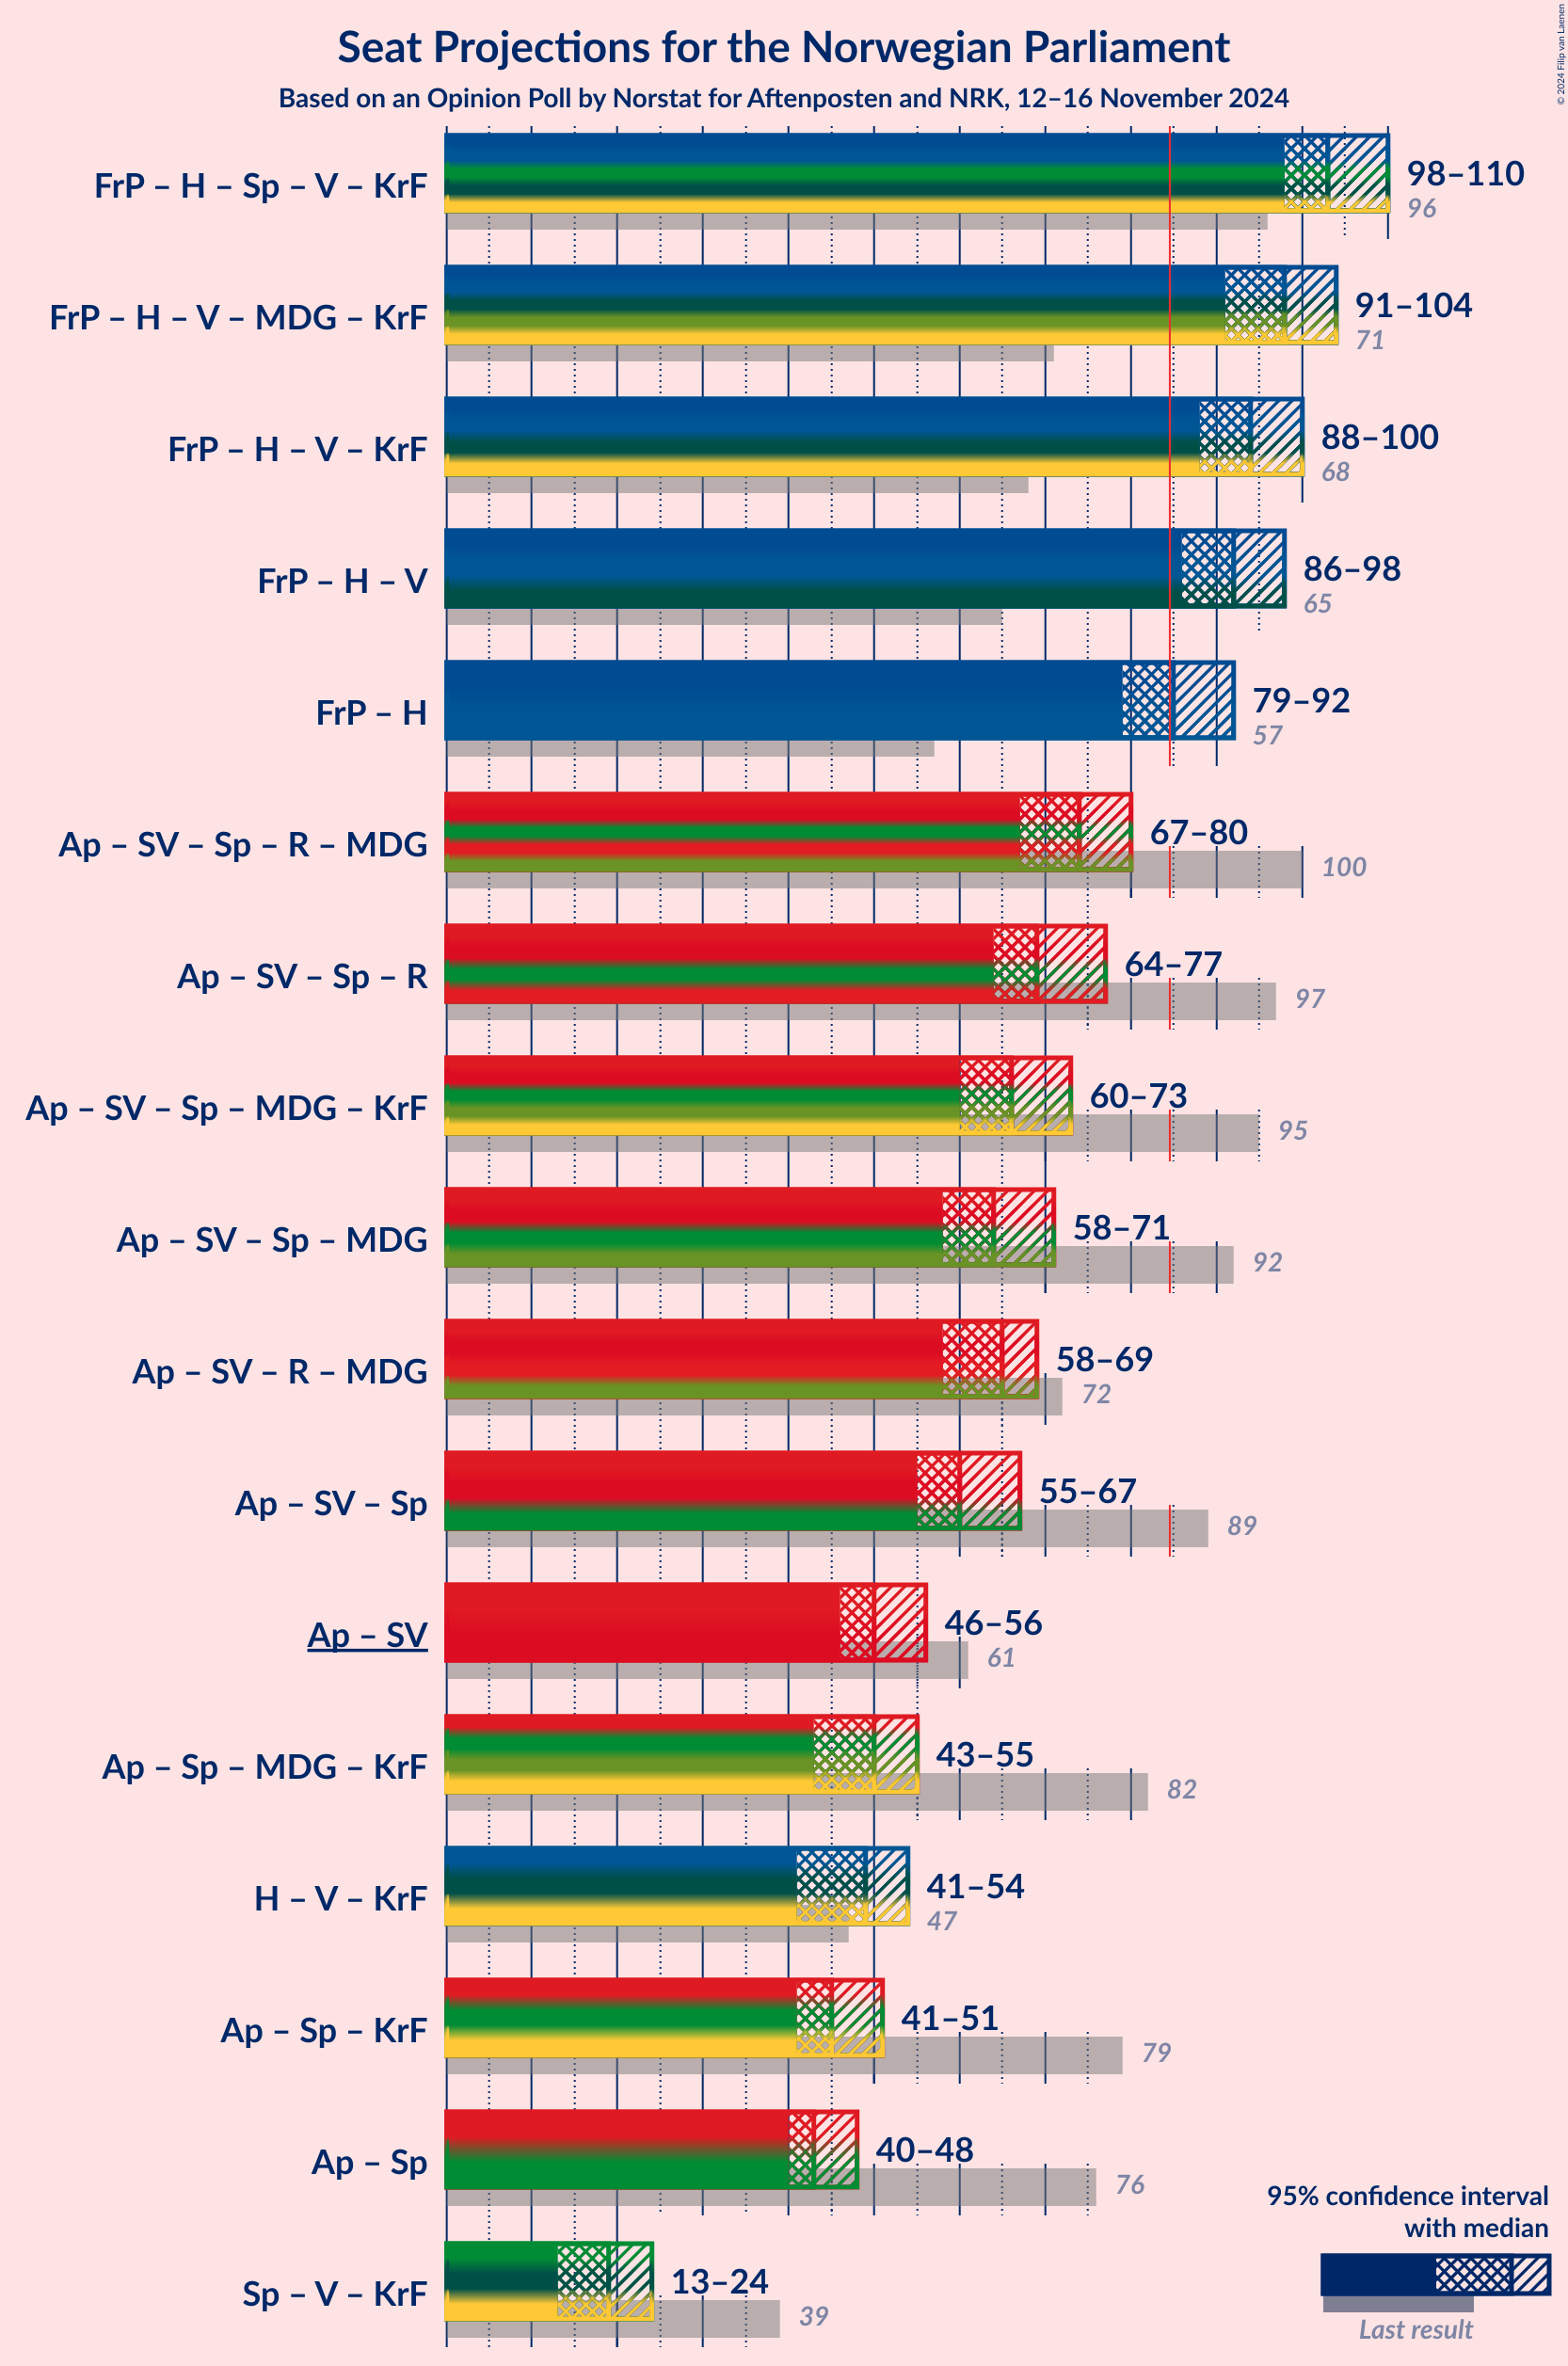 Seat Projections for the Norwegian Parliament
Based on an Opinion Poll by Norstat for Aftenposten and NRK, 12–16 November 2024
© 2024 Filip van Laenen
FrP – H – Sp – V – KrF
98–110
96
FrP – H – V – MDG – KrF
91–104
71
FrP – H – V – KrF
88–100
68
FrP – H – V
86–98
65
FrP – H
79–92
57
Ap – SV – Sp – R – MDG
67–80
100
Ap – SV – Sp – R
64–77
97
Ap – SV – Sp – MDG – KrF
60–73
95
Ap – SV – Sp – MDG
58–71
92
Ap – SV – R – MDG
58–69
72
Ap – SV – Sp
55–67
89
Ap – SV
46–56
61
Ap – Sp – MDG – KrF
43–55
82
H – V – KrF
41–54
47
Ap – Sp – KrF
41–51
79
Ap – Sp
40–48
76
Sp – V – KrF
13–24
39
95% confidence interval
with median
Last result